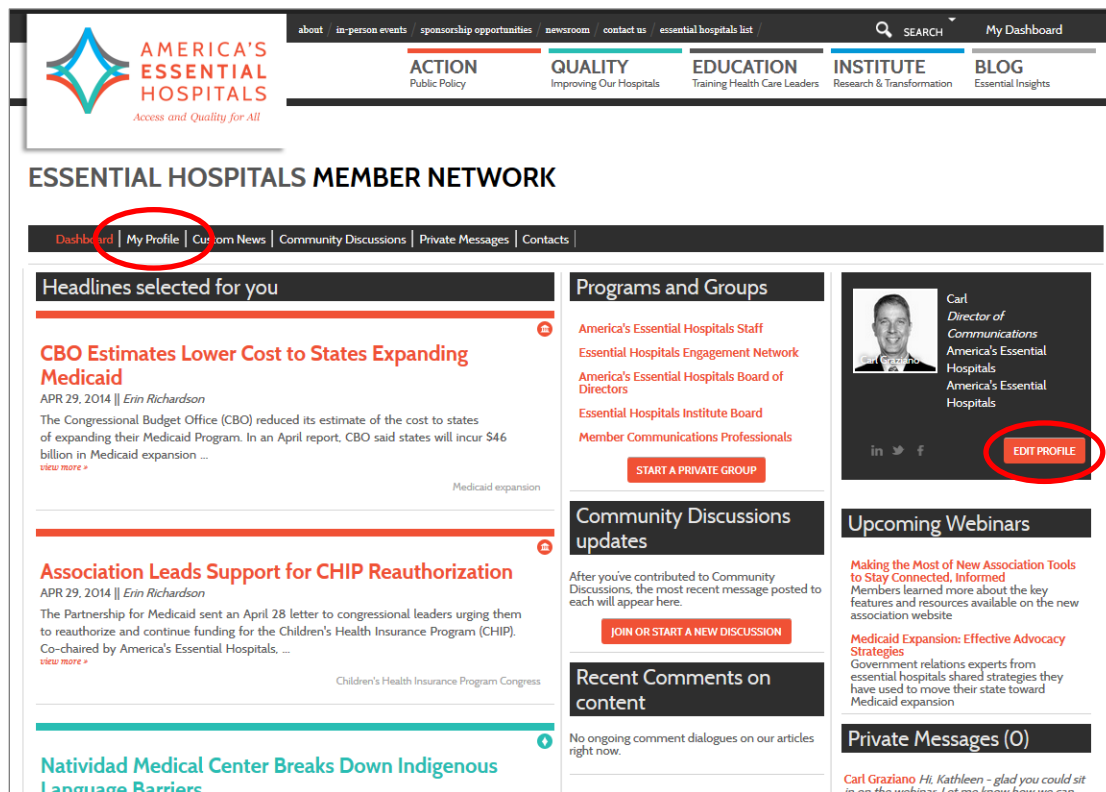 about / in-person events / sponsorship opportunities / newsroom / contact us / essential hospitals list /
SEARCH
My Dashboard
AMERICA'S
ESSENTIAL
HOSPITALS
Access and Quality for All
ACTION
Public Policy
QUALITY
Improving Our Hospitals
EDUCATION
Training Health Care Leaders
INSTITUTE
Research & Transformation
BLOG
Essential Insights
ESSENTIAL HOSPITALS MEMBER NETWORK
Dashboard | My Profile | Custom News | Community Discussions | Private Messages | Contacts |
Headlines selected for you
CBO Estimates Lower Cost to States Expanding
Medicaid
APR 29, 2014 || Erin Richardson
The Congressional Budget Office (CBO) reduced its estimate of the cost to states
of expanding their Medicaid Program. In an April report, CBO said states will incur $46
billion in Medicaid expansion ...
view more »
Medicaid expansion
Association Leads Support for CHIP Reauthorization
APR 29, 2014 || Erin Richardson
The Partnership for Medicaid sent an April 28 letter to congressional leaders urging them
to reauthorize and continue funding for the Children's Health Insurance Program (CHIP).
Co-chaired by America's Essential Hospitals, ...
view more »
Children's Health Insurance Program Congress
Natividad Medical Center Breaks Down Indigenous
Language Barriers
Programs and Groups
America's Essential Hospitals Staff
Essential Hospitals Engagement Network
America's Essential Hospitals Board of
Directors
Essential Hospitals Institute Board
Member Communications Professionals
START A PRIVATE GROUP
Community Discussions
updates
After you've contributed to Community
Discussions, the most recent message posted to
each will appear here.
JOIN OR START A NEW DISCUSSION
Recent Comments on
content
No ongoing comment dialogues on our articles
right now.
Carl Graziano
Carl
Director of
Communications
America's Essential
Hospitals
America's Essential
Hospitals
in f
EDIT PROFILE
Upcoming Webinars
Making the Most of New Association Tools
to Stay Connected, Informed
Members learned more about the key
features and resources available on the new
association website
Medicaid Expansion: Effective Advocacy
Strategies
Government relations experts from
essential hospitals shared strategies they
have used to move their state toward
Medicaid expansion
Private Messages (0)
Carl Graziano Hi, Kathleen - glad you could sit
in on the webinar. Let me know how we can